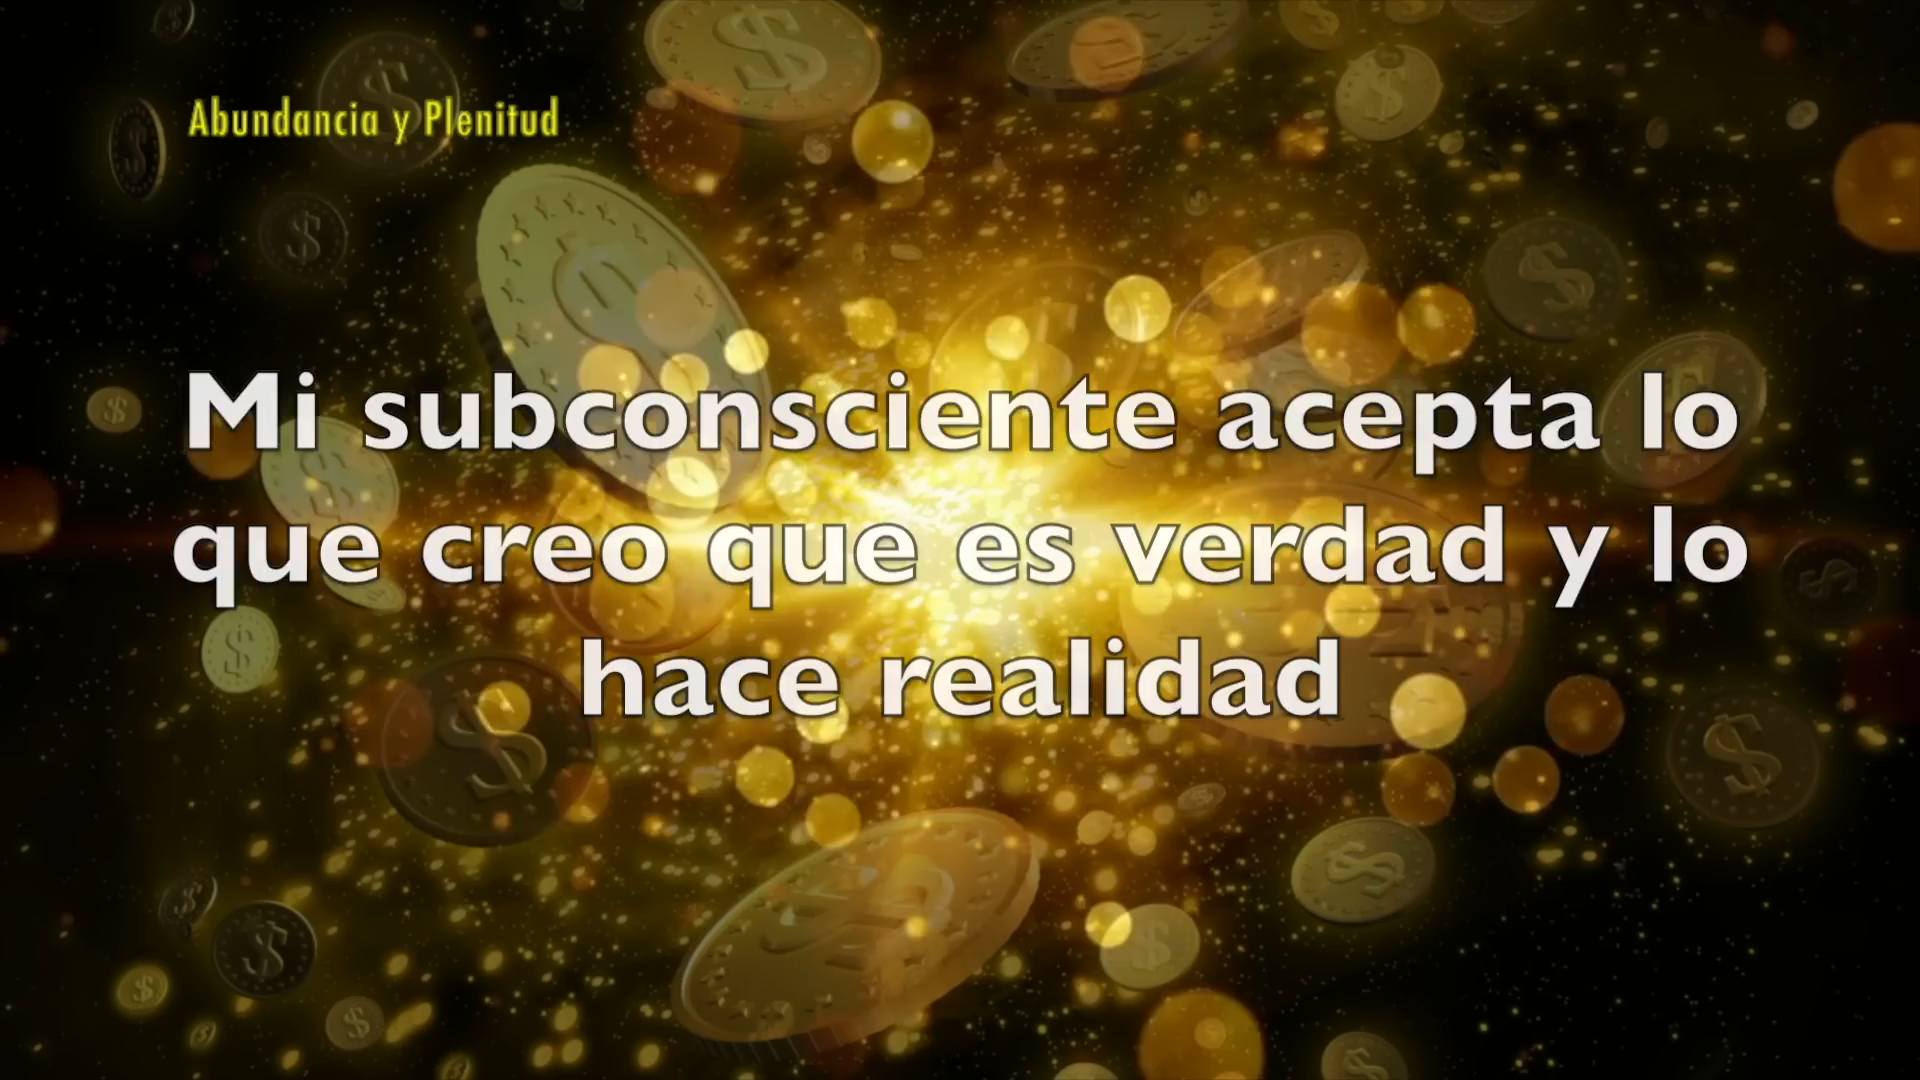 Abundancia y Plenitud
Mi subconsciente acepta lo
que creo que es verdad y lo
hace realidad